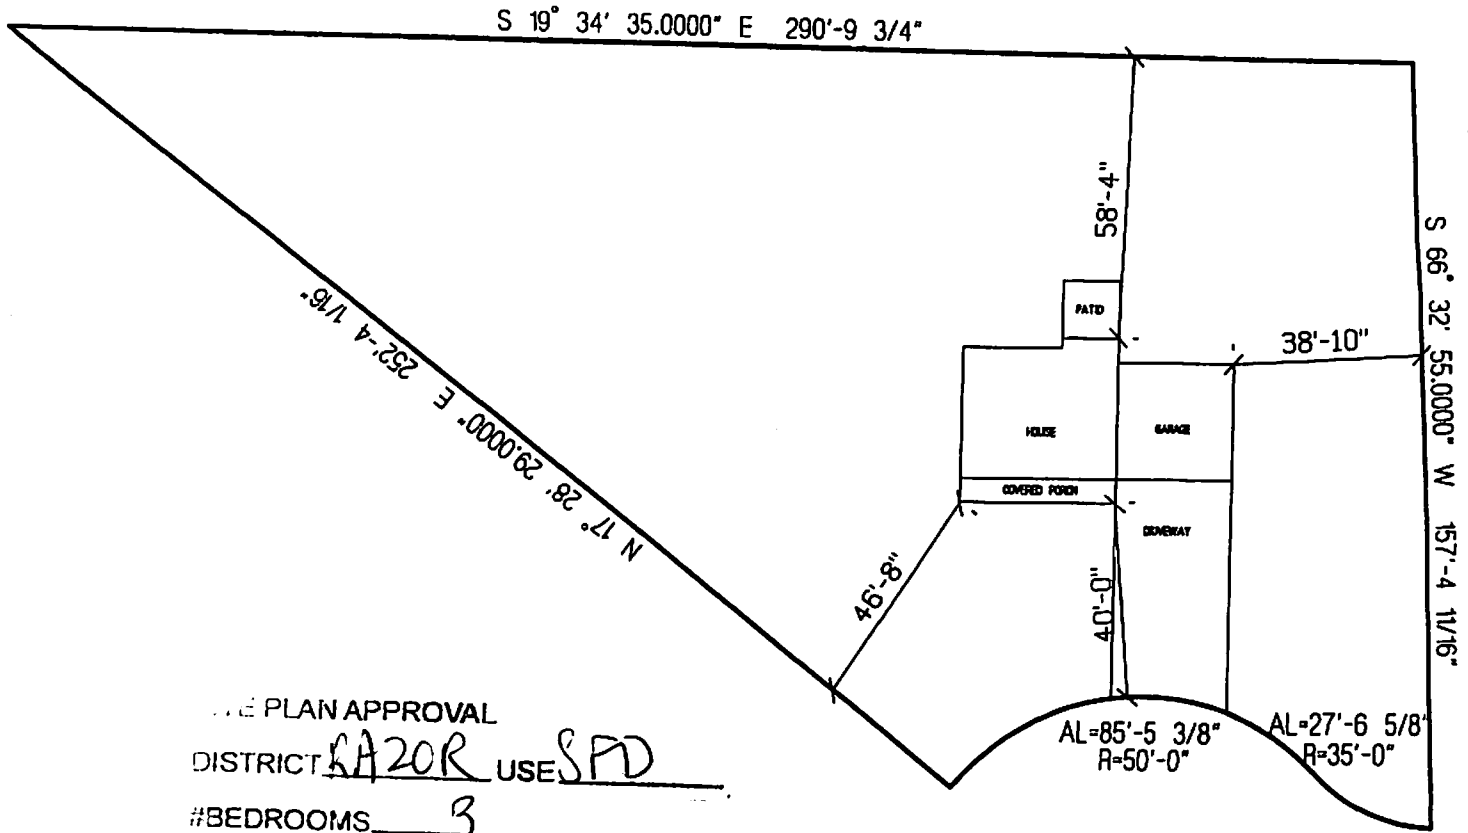 S 19° 34' 35.0000" E 290'-9 3/4"
58'-4"
S 66° 32' 55.0000" W 157'-4 11/16"
PATIO
38'-10"
N 17° 28' 29.0000" E 252'-4 1/16"
HOUSE
GARAGE
COVERED PORCH
DRIVEWAY
46'-8"
40'-0"
AL=85'-5 3/8"
R=50'-0"
AL=27'-6 5/8"
R=35'-0"
PLAN APPROVAL
DISTRICT RA20R USE SFD
#BEDROOMS 3